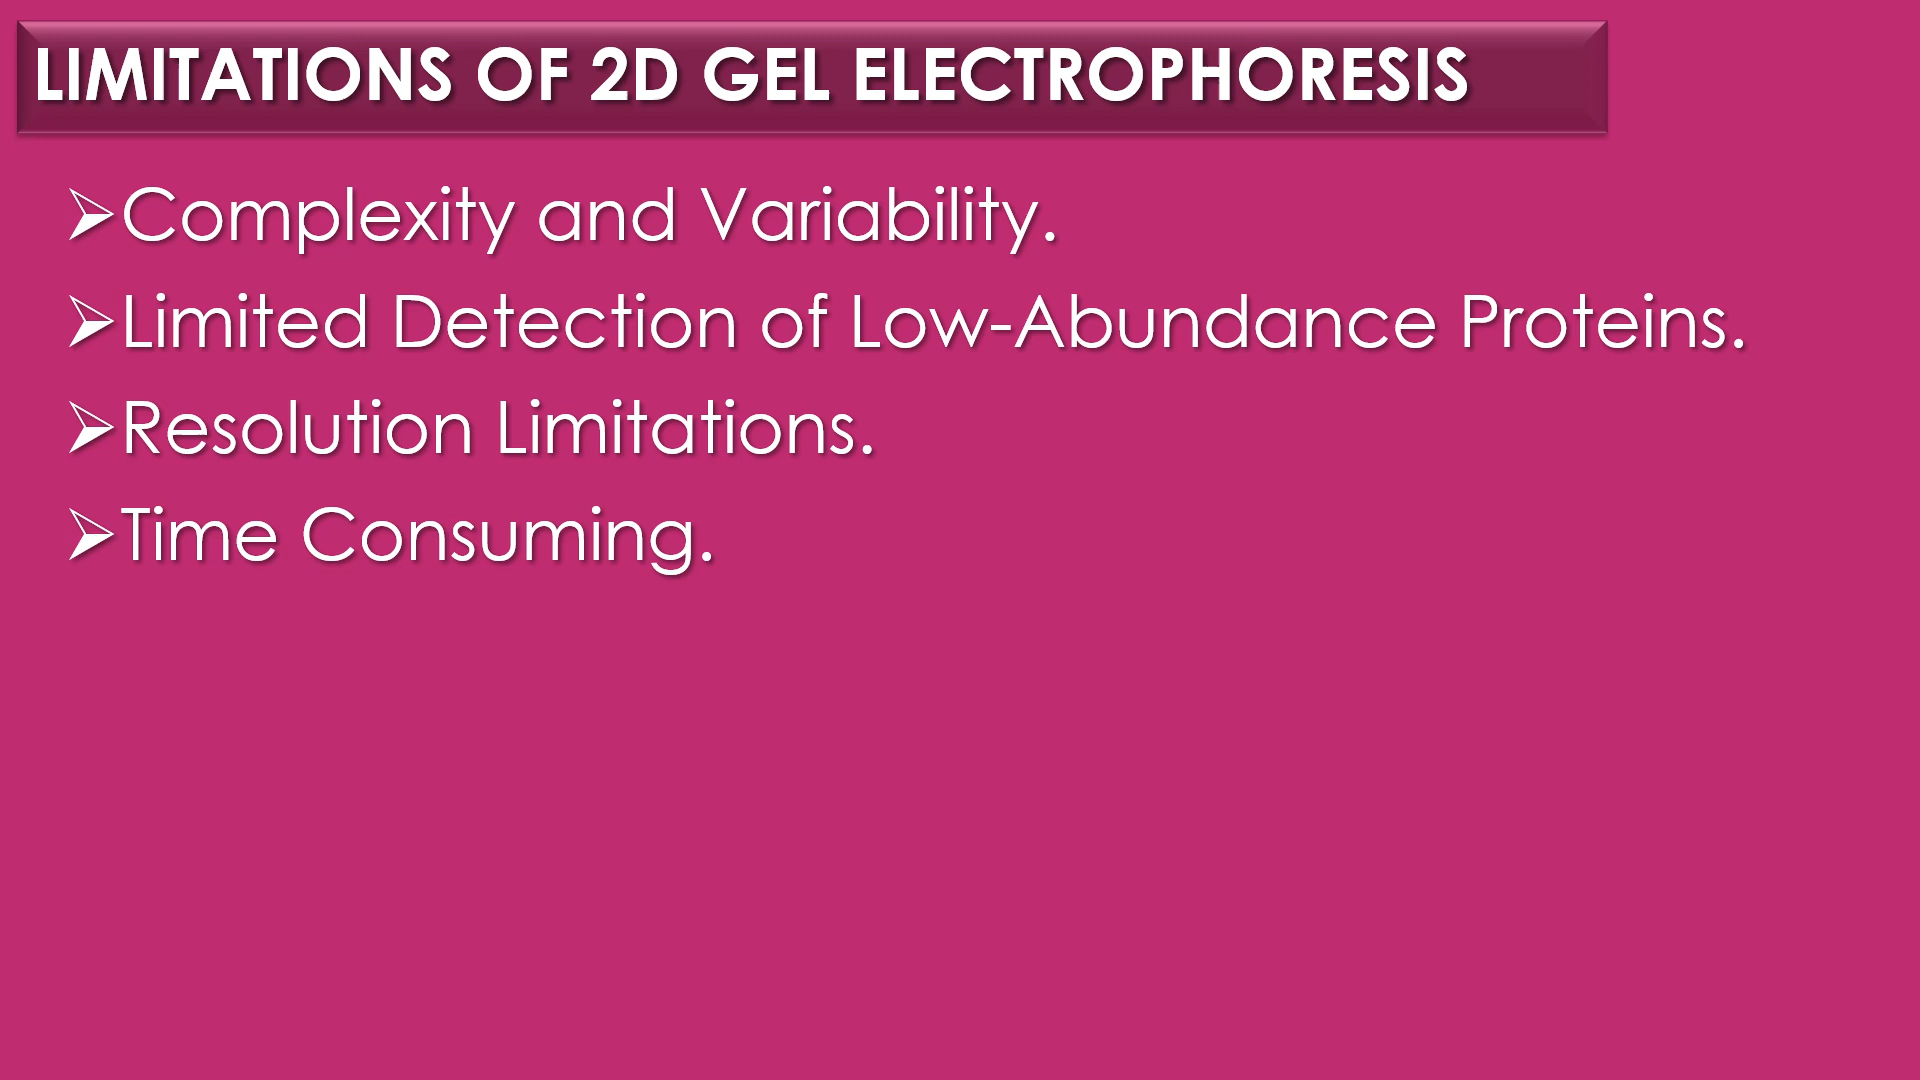 LIMITATIONS OF 2D GEL ELECTROPHORESIS
➢Complexity and Variability.
➢Limited Detection of Low-Abundance Proteins.
➢Resolution Limitations.
➢Time Consuming.